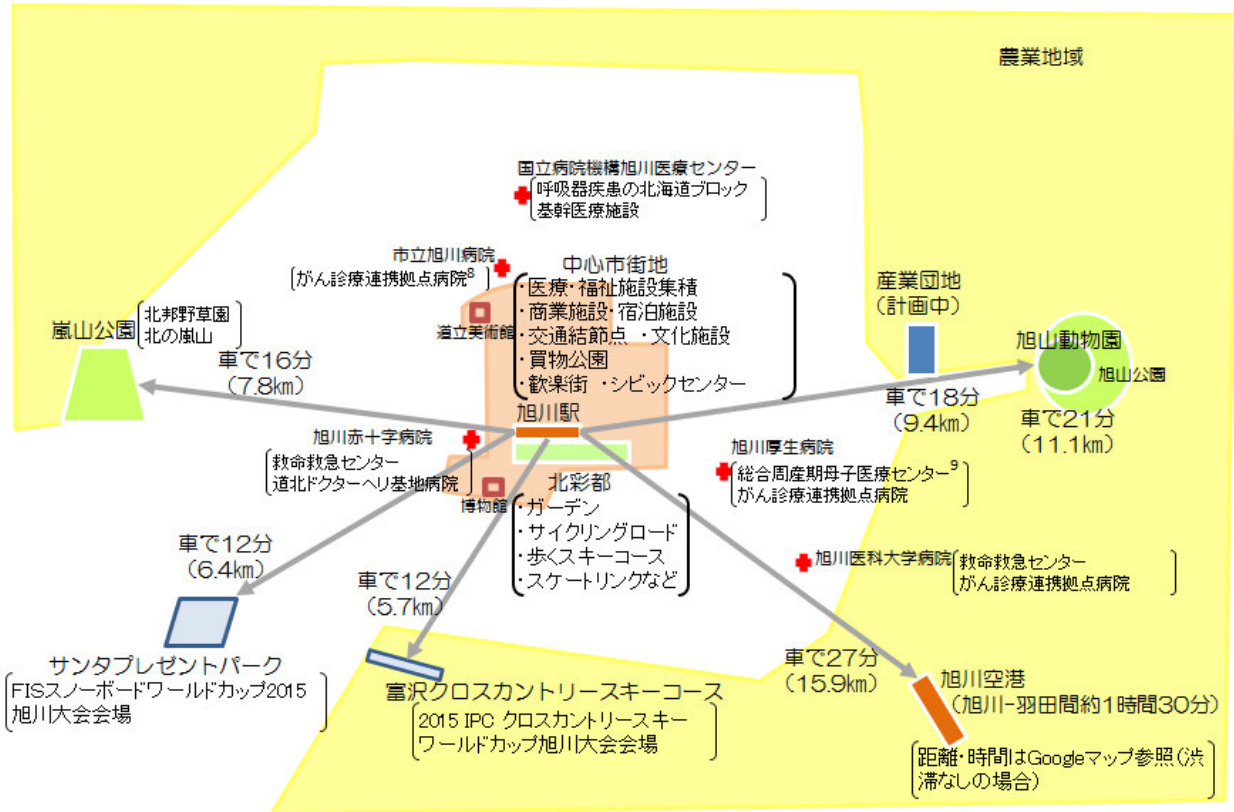 農業地域
国立病院機構旭川医療センター
呼吸器疾患の北海道ブロック
基幹医療施設
市立旭川病院
がん診療連携拠点病院8
中心市街地
・医療・福祉施設集積
・商業施設・宿泊施設
・交通結節点 ・文化施設
・買物公園
・歓楽街 ・シビックセンター
道立美術館
産業団地
(計画中)
旭山動物園
旭山公園
嵐山公園
北邦野草園
北の嵐山
車で16分
(7.8km)
旭川駅
車で18分
(9.4km)
車で21分
(11.1km)
旭川赤十字病院
救命救急センター
道北ドクターヘリ基地病院
博物館
北彩都
・ガーデン
・サイクリングロード
・歩くスキーコース
・スケートリンクなど
旭川厚生病院
総合周産期母子医療センター9
がん診療連携拠点病院
旭川医科大学病院
救命救急センター
がん診療連携拠点病院
車で12分
(6.4km)
車で12分
(5.7km)
サンタプレゼントパーク
FISスノーボードワールドカップ2015
旭川大会会場
富沢クロスカントリースキーコース
2015 IPC クロスカントリースキー
ワールドカップ旭川大会会場
車で27分
(15.9km)
旭川空港
(旭川-羽田間約1時間30分)
距離・時間はGoogleマップ参照(渋
滞なしの場合)